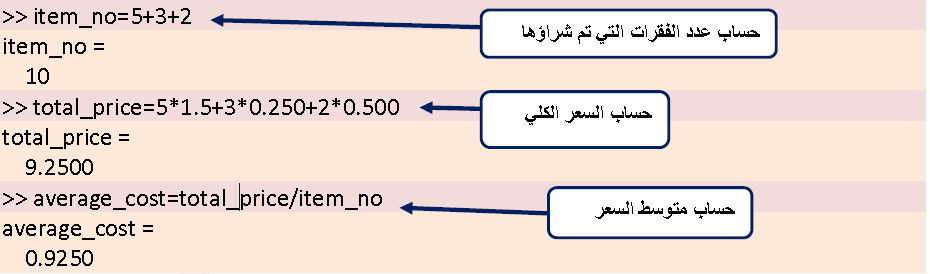 >> item_no=5+3+2
حساب عدد الفقرات التي تم شراؤها
item_no =
10
>> total_price=5*1.5+3*0.250+2*0.500
حساب السعر الكلي
total_price =
9.2500
>> average_cost=total_price/item_no
حساب متوسط السعر
average_cost =
0.9250